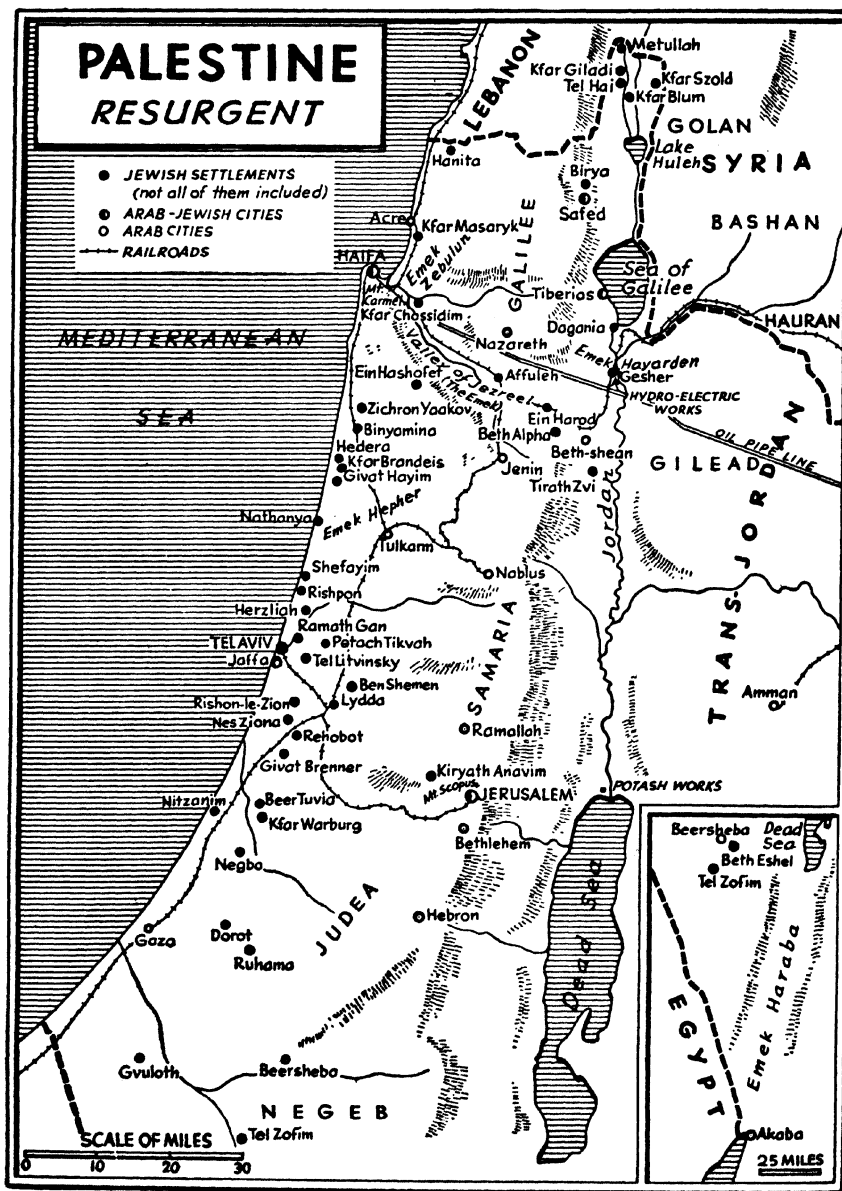 PALESTINE
RESURGENT
JEWISH SETTLEMENTS
(not all of them included)
ARAB-JEWISH CITIES
ARAB CITIES
RAILROADS
MEDITERRANEAN
SEA
LEBANON
Metullah
Kfar Giladi
Tel Hai
Kfar Szold
Kfar Blum
GOLAN
Lake
Huleh
SYRIA
Hanita
Birya
Safed
BASHAN
Acre
Kfar Masaryk
GALILEE
HAIFA
Emek
Zebulun
Mt.
Karmel
Kfar Chassidim
Sea of
Galilee
Tiberias
Nazareth
Dagania
HAURAN
Emek Hayarden
Gesher
Valley of Jezreel
(The Emek)
Affuleh
Ein Hashofet
HYDRO-ELECTRIC
WORKS
Zichron Yaakov
Ein Harod
Binyamina
Beth Alpha
Beth-shean
OIL PIPE LINE
Hedera
Kfar Brandeis
Givat Hayim
Jenin
Tirath Zvi
GILEAD
Jordan
TRANS-JORDAN
Nathanya
Emek Hepher
Tulkarm
Shefayim
Nablus
Rishpon
Herzliah
SAMARIA
Ramath Gan
TELAVIV
Petach Tikvah
Jaffa
Tel Litvinsky
Ben Shemen
Rishon-le-Zion
Lydda
Amman
Nes Ziona
Rehobot
Ramallah
Givat Brenner
Kiryath Anavim
Mt. Scopus
JERUSALEM
POTASH WORKS
Nitzanim
Beer Tuvia
Kfar Warburg
Bethlehem
Negba
JUDEA
Dead Sea
Hebron
Gaza
Dorot
Ruhama
Gvuloth
Beersheba
NEGEB
Tel Zofim
SCALE OF MILES
0 10 20 30
Beersheba
Dead
Sea
Beth Eshel
Tel Zofim
Emek Haraba
EGYPT
Akaba
25 MILES